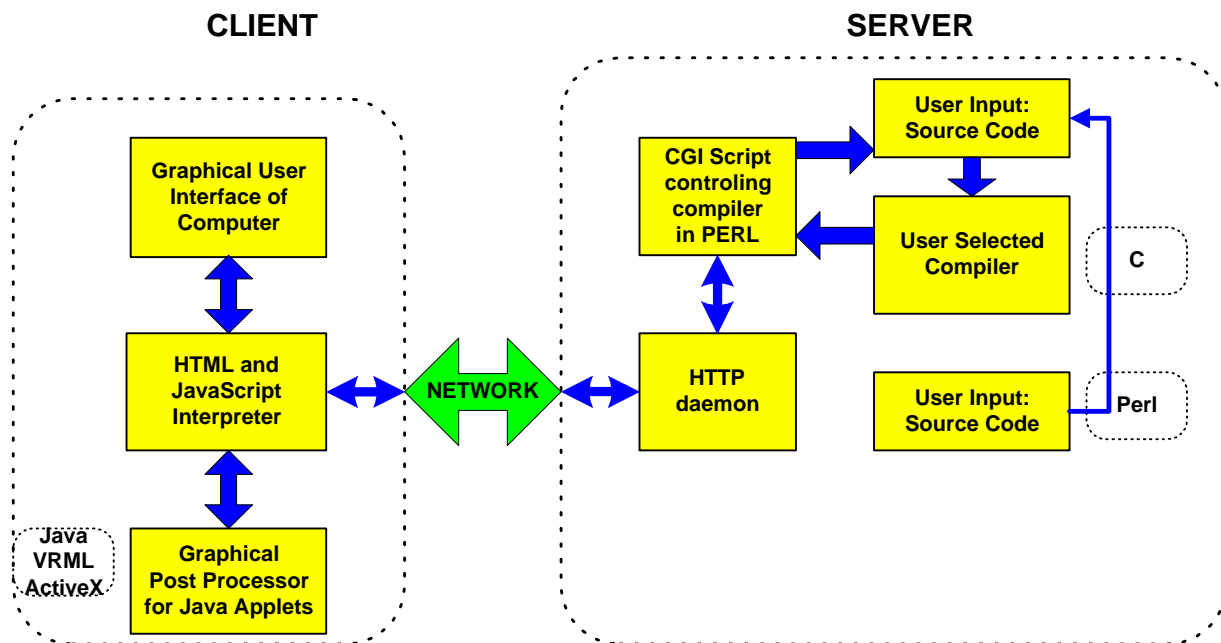 CLIENT
SERVER
Graphical User
Interface of
Computer
HTML and
JavaScript
Interpreter
Java
VRML
ActiveX
Graphical
Post Processor
for Java Applets
NETWORK
CGI Script
controling
compiler
in PERL
HTTP
daemon
User Input:
Source Code
User Selected
Compiler
C
User Input:
Source Code
Perl